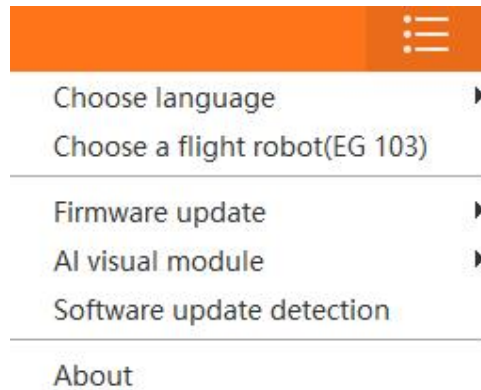 Choose language
Choose a flight robot(EG 103)
Firmware update
AI visual module
Software update detection
About